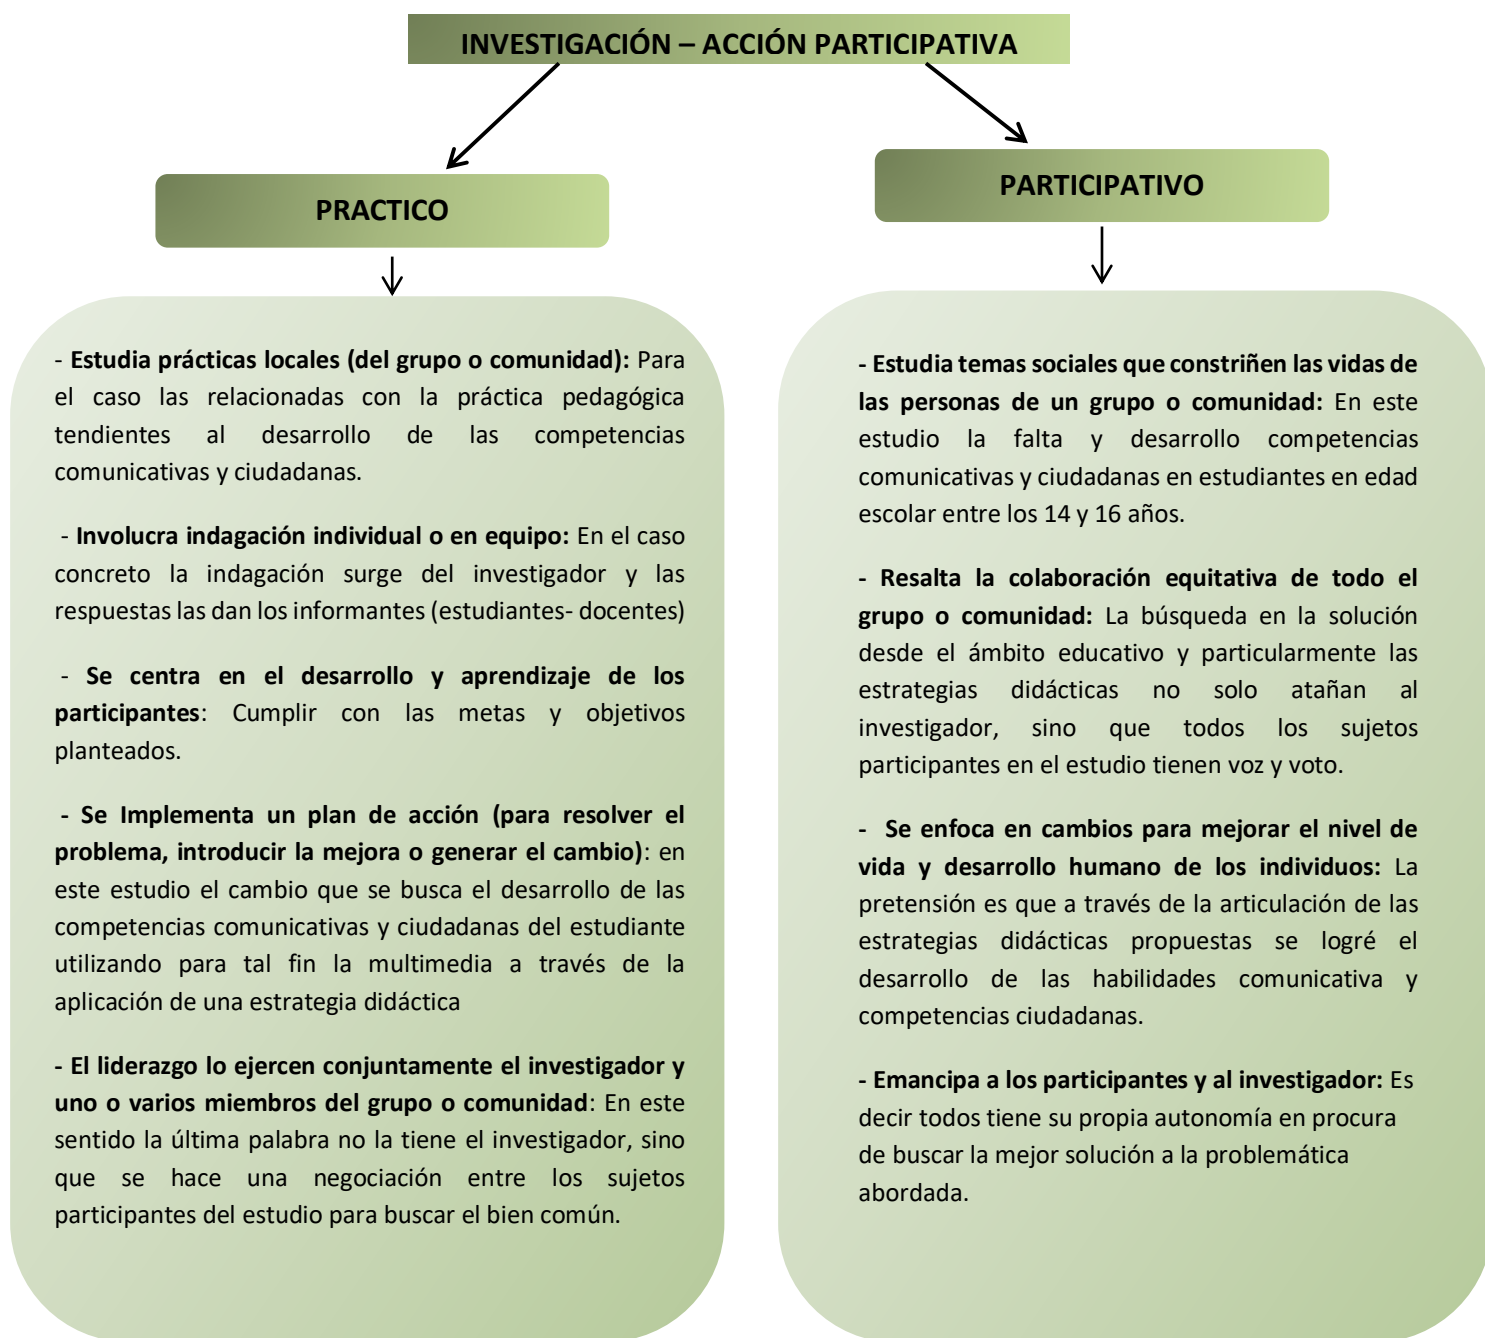 INVESTIGACIÓN – ACCIÓN PARTICIPATIVA
PRACTICO
- Estudia prácticas locales (del grupo o comunidad): Para
el caso las relacionadas con la práctica pedagógica
tendientes al desarrollo de las competencias
comunicativas y ciudadanas.
- Involucra indagación individual o en equipo: En el caso
concreto la indagación surge del investigador y las
respuestas las dan los informantes (estudiantes- docentes)
- Se centra en el desarrollo y aprendizaje de los
participantes: Cumplir con las metas y objetivos
planteados.
- Se Implementa un plan de acción (para resolver el
problema, introducir la mejora o generar el cambio): en
este estudio el cambio que se busca el desarrollo de las
competencias comunicativas y ciudadanas del estudiante
utilizando para tal fin la multimedia a través de la
aplicación de una estrategia didáctica
- El liderazgo lo ejercen conjuntamente el investigador y
uno o varios miembros del grupo o comunidad: En este
sentido la última palabra no la tiene el investigador, sino
que se hace una negociación entre los sujetos
participantes del estudio para buscar el bien común.
PARTICIPATIVO
- Estudia temas sociales que constriñen las vidas de
las personas de un grupo o comunidad: En este
estudio la falta y desarrollo competencias
comunicativas y ciudadanas en estudiantes en edad
escolar entre los 14 y 16 años.
- Resalta la colaboración equitativa de todo el
grupo o comunidad: La búsqueda en la solución
desde el ámbito educativo y particularmente las
estrategias didácticas no solo atañan al
investigador, sino que todos los sujetos
participantes en el estudio tienen voz y voto.
- Se enfoca en cambios para mejorar el nivel de
vida y desarrollo humano de los individuos: La
pretensión es que a través de la articulación de las
estrategias didácticas propuestas se logré el
desarrollo de las habilidades comunicativa y
competencias ciudadanas.
- Emancipa a los participantes y al investigador: Es
decir todos tiene su propia autonomía en procura
de buscar la mejor solución a la problemática
abordada.